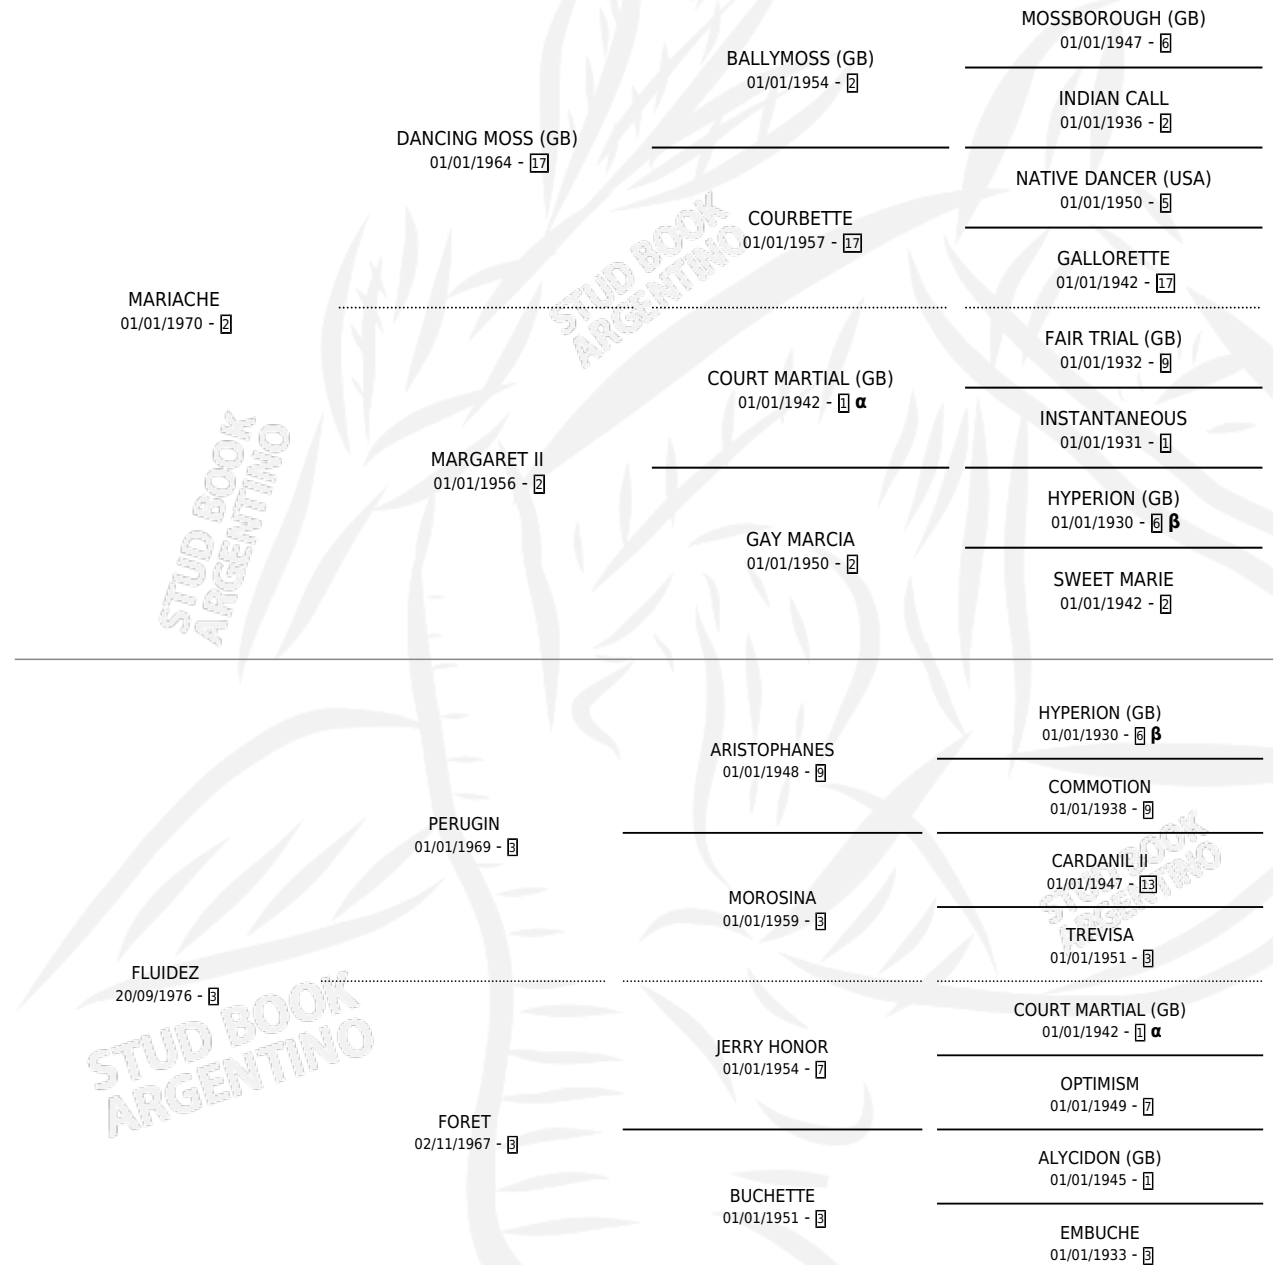 MOSSBOROUGH (GB)
01/01/1947 - 6
BALLYMOSS (GB)
01/01/1954 - 2
INDIAN CALL
01/01/1936 - 2
DANCING MOSS (GB)
01/01/1964 - 17
NATIVE DANCER (USA)
01/01/1950 - 5
COURBETTE
01/01/1957 - 17
GALLORETTE
01/01/1942 - 17
MARIACHE
01/01/1970 - 2
FAIR TRIAL (GB)
01/01/1932 - 9
COURT MARTIAL (GB)
01/01/1942 - 1 α
INSTANTANEOUS
01/01/1931 - 1
MARGARET II
01/01/1956 - 2
HYPERION (GB)
01/01/1930 - 6 β
GAY MARCIA
01/01/1950 - 2
SWEET MARIE
01/01/1942 - 2
HYPERION (GB)
01/01/1930 - 6 β
ARISTOPHANES
01/01/1948 - 9
COMMOTION
01/01/1938 - 9
PERUGIN
01/01/1969 - 3
CARDANIL II
01/01/1947 - 13
MOROSINA
01/01/1959 - 3
TREVISA
01/01/1951 - 3
FLUIDEZ
20/09/1976 - 3
COURT MARTIAL (GB)
01/01/1942 - 1 α
JERRY HONOR
01/01/1954 - 7
OPTIMISM
01/01/1949 - 7
FORET
02/11/1967 - 3
ALYCIDON (GB)
01/01/1945 - 1
BUCHETTE
01/01/1951 - 3
EMBUCHE
01/01/1933 - 3
STUD BOOK
ARGENTINO
STUD BOOK
ARGENTINO
STUD BOOK
ARGENTINO
STUD BOOK
ARGENTINO